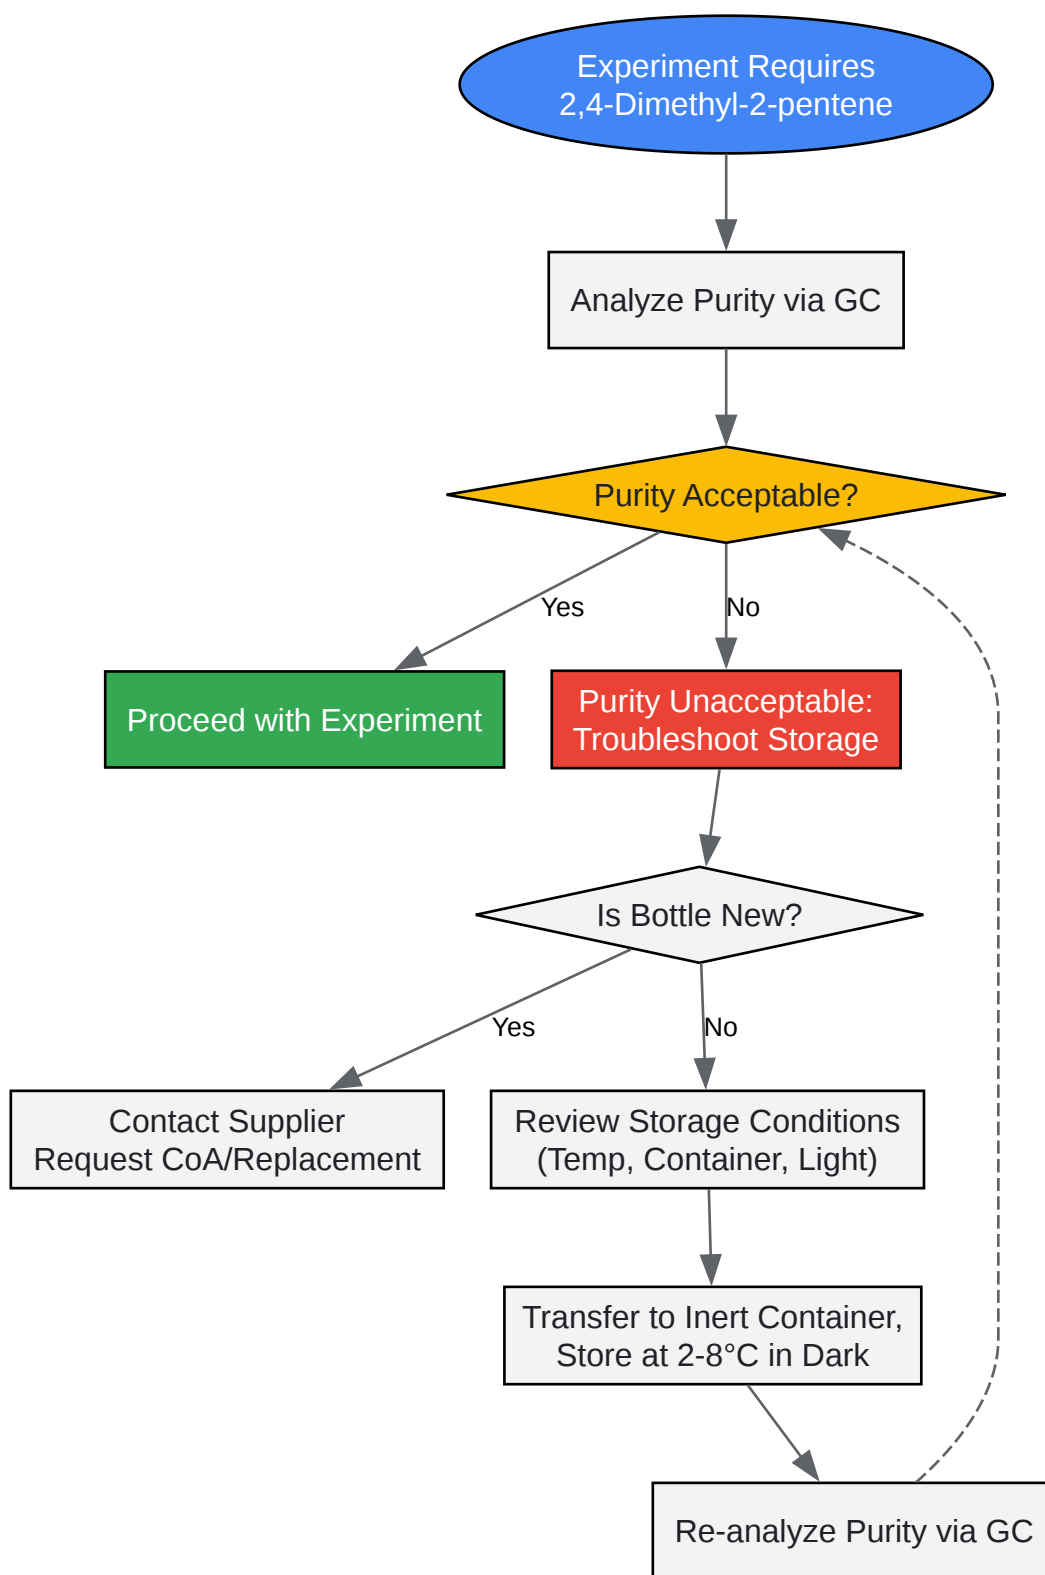 Experiment Requires
2,4-Dimethyl-2-pentene
Analyze Purity via GC
Purity Acceptable?
Yes
No
Proceed with Experiment
Purity Unacceptable:
Troubleshoot Storage
Is Bottle New?
Yes
No
Contact Supplier
Request CoA/Replacement
Review Storage Conditions
(Temp, Container, Light)
Transfer to Inert Container,
Store at 2-8°C in Dark
Re-analyze Purity via GC